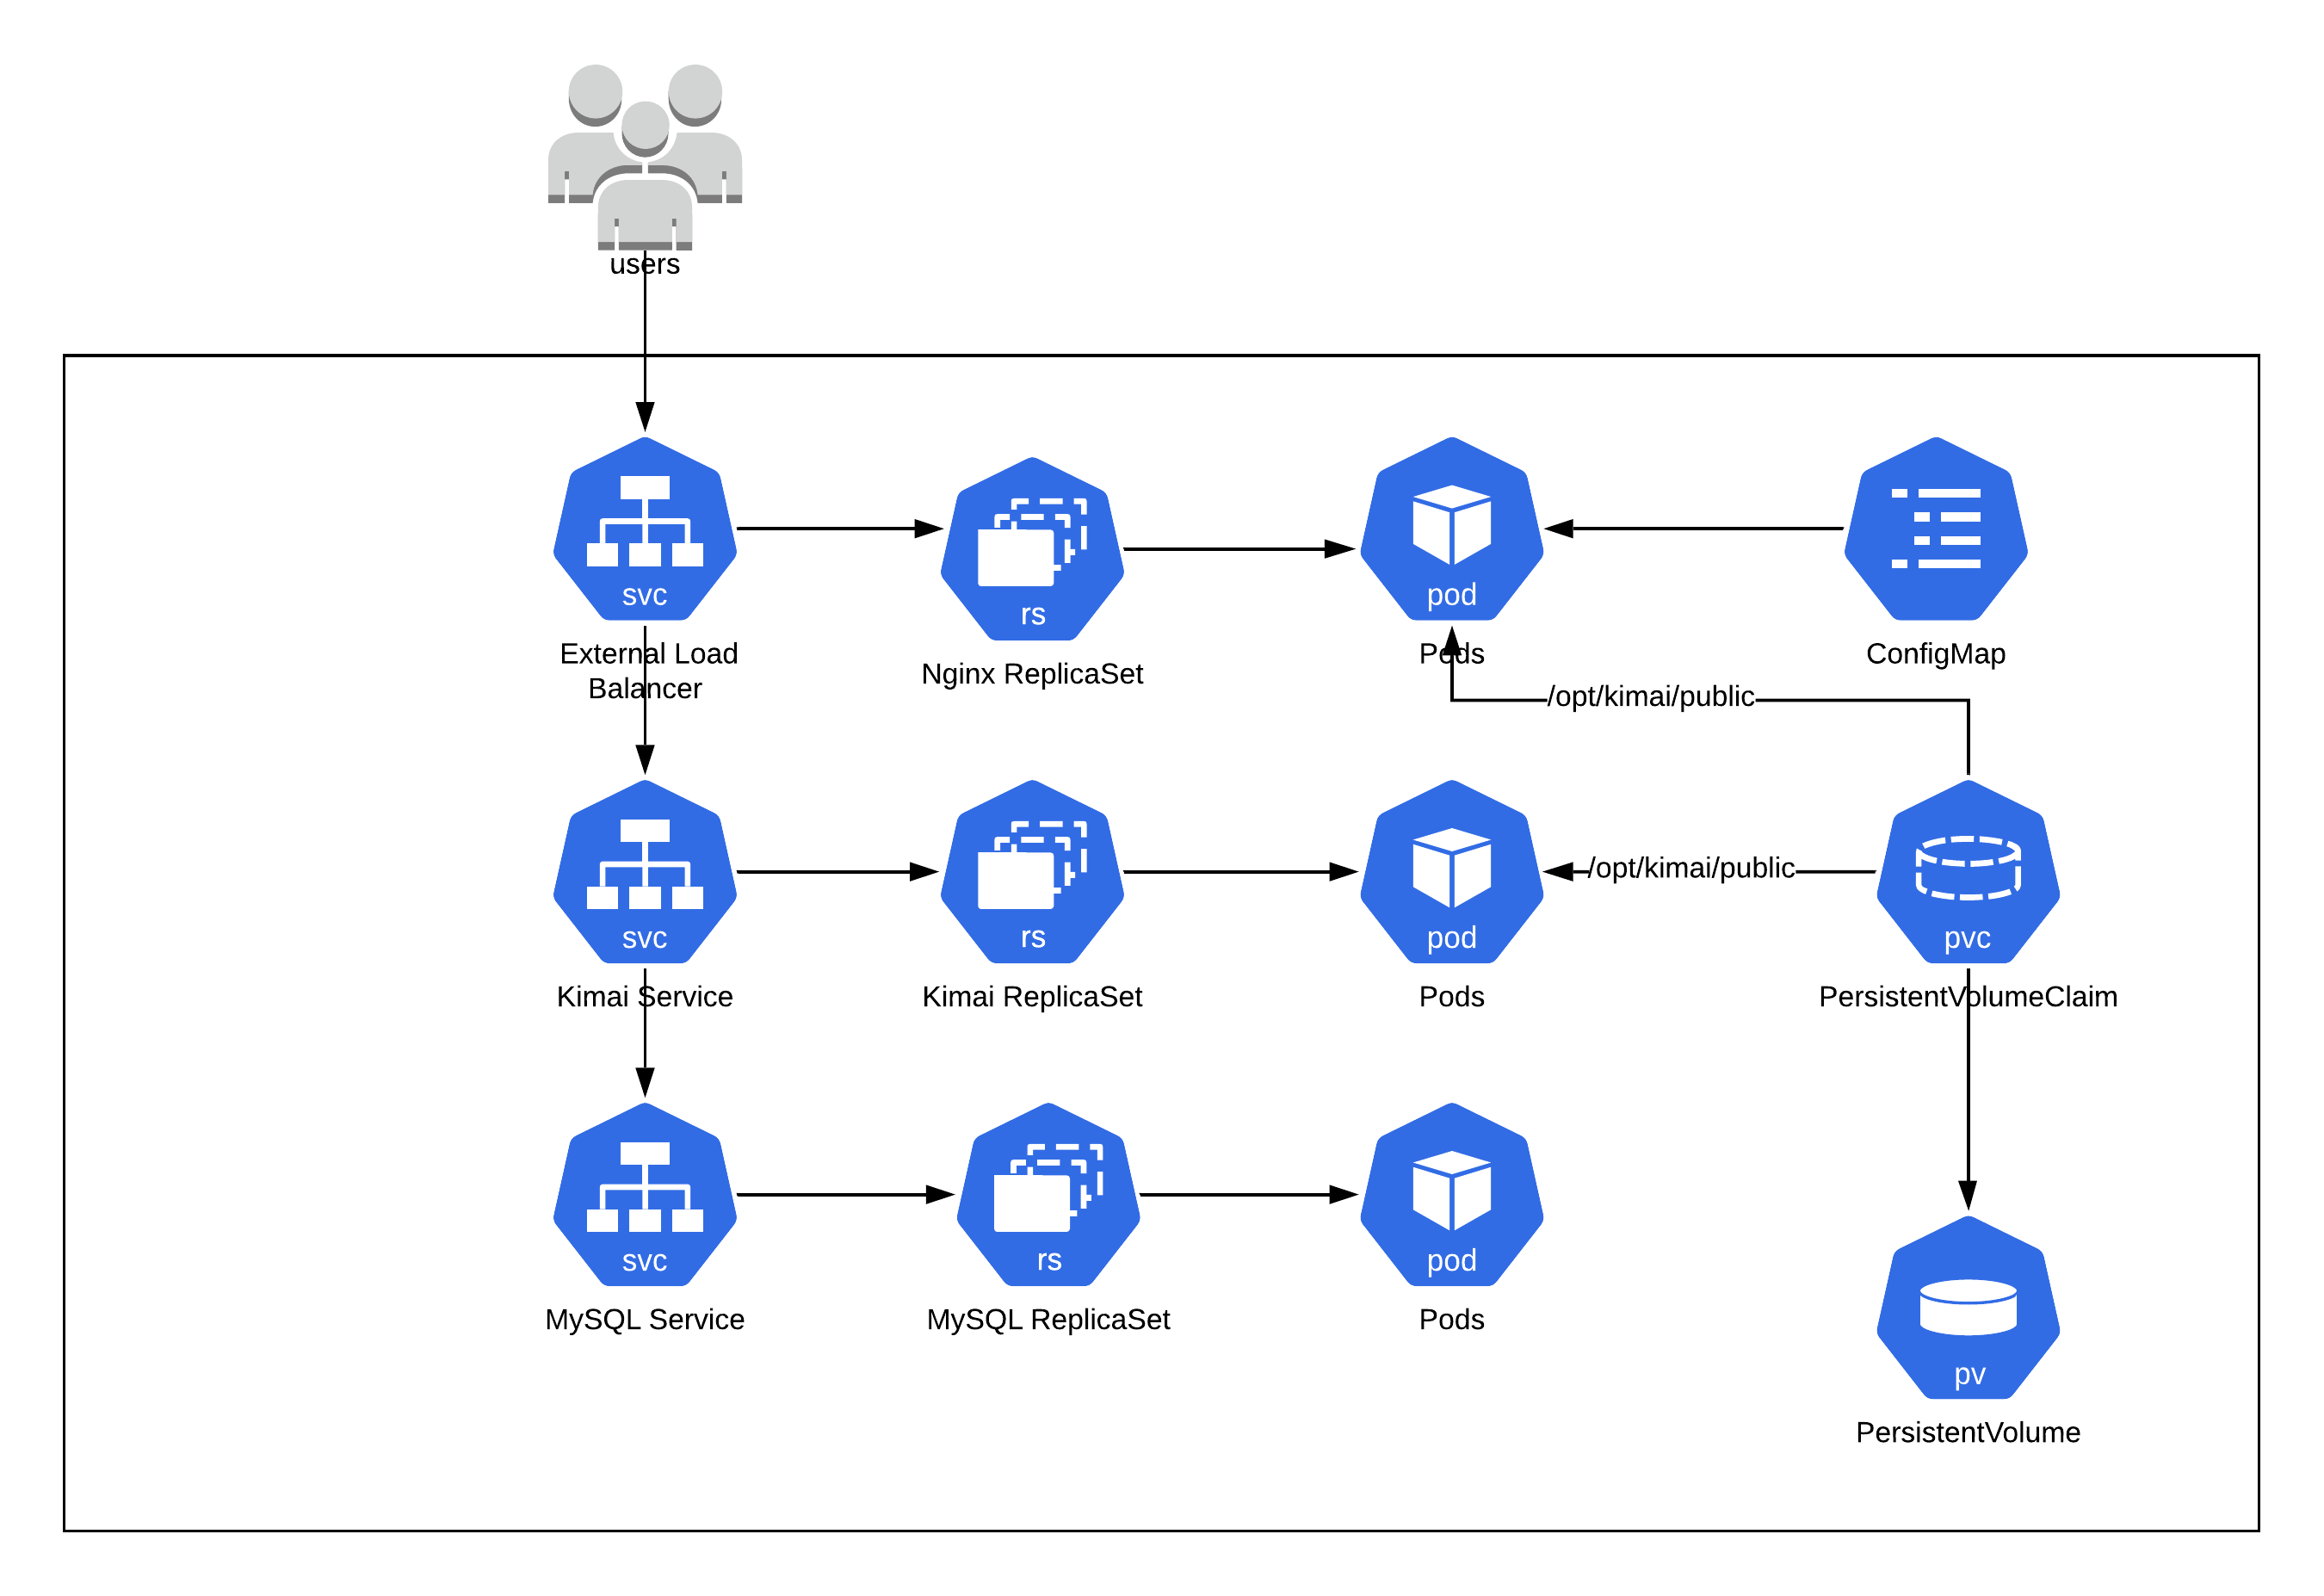 users
svc
External Load
Balancer
rs
Nginx ReplicaSet
pod
Pods
ConfigMap
/opt/kimai/public
svc
Kimai Service
rs
Kimai ReplicaSet
pod
Pods
/opt/kimai/public
pvc
PersistentVolumeClaim
svc
MySQL Service
rs
MySQL ReplicaSet
pod
Pods
pv
PersistentVolume